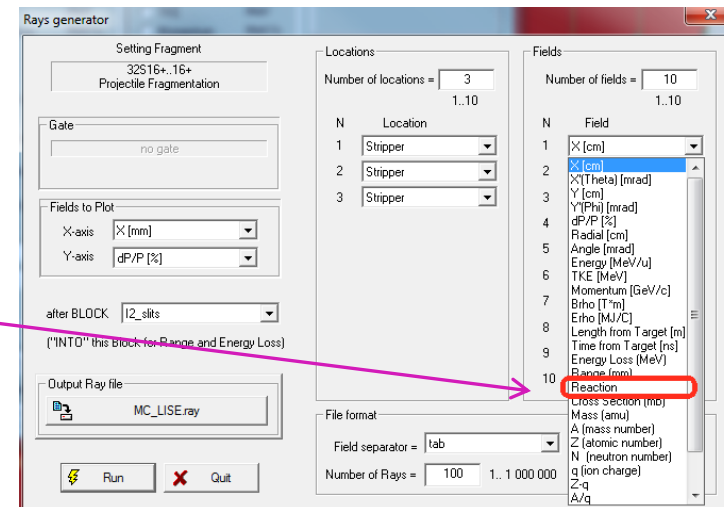 Rays generator
Setting Fragment
32S16+..16+
Projectile Fragmentation
Gate
no gate
Fields to Plot
X-axis X [mm]
Y-axis dP/P [%]
after BLOCK I2_slits
("INTO" this Block for Range and Energy Loss)
Output Ray file
MC_LISE.ray
Run Quit
Locations
Number of locations = 3
1..10
N Location
1 Stripper
2 Stripper
3 Stripper
File format
Field separator = tab
Number of Rays = 100 1.. 1 000 000
Fields
Number of fields = 10
1..10
N Field
1 X [cm]
2
3
4
5
6
7
8
9
10
X [cm]
X'(Theta) [mrad]
Y [cm]
Y'(Phi) [mrad]
dP/P [%]
Radial [cm]
Angle [mrad]
Energy [MeV/u]
TKE [MeV]
Momentum [GeV/c]
Brho [T*m]
Erho [MJ/C]
Length from Target [m]
Time from Target [ns]
Energy Loss (MeV)
Range (mm)
Reaction
Cross Section (mb)
Mass (amu)
A (mass number)
Z (atomic number)
N (neutron number)
q (ion charge)
Z-q
A/q